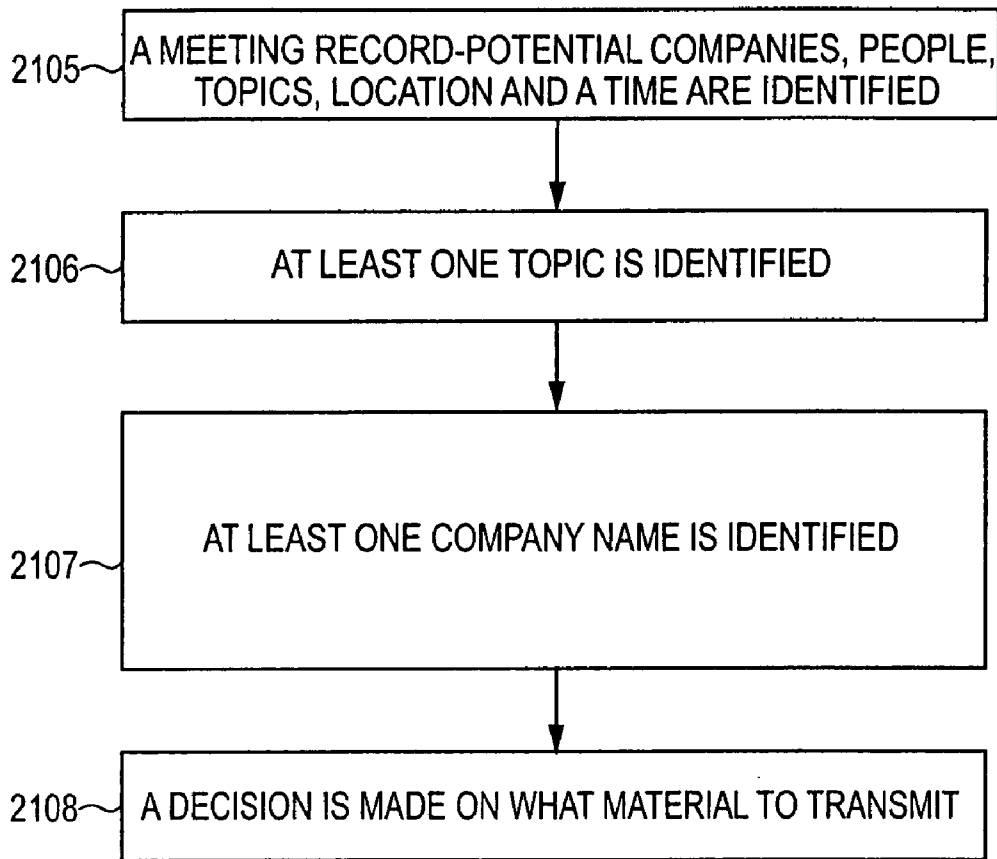 2105 A MEETING RECORD-POTENTIAL COMPANIES, PEOPLE,
TOPICS, LOCATION AND A TIME ARE IDENTIFIED
2106 AT LEAST ONE TOPIC IS IDENTIFIED
2107 AT LEAST ONE COMPANY NAME IS IDENTIFIED
2108 A DECISION IS MADE ON WHAT MATERIAL TO TRANSMIT